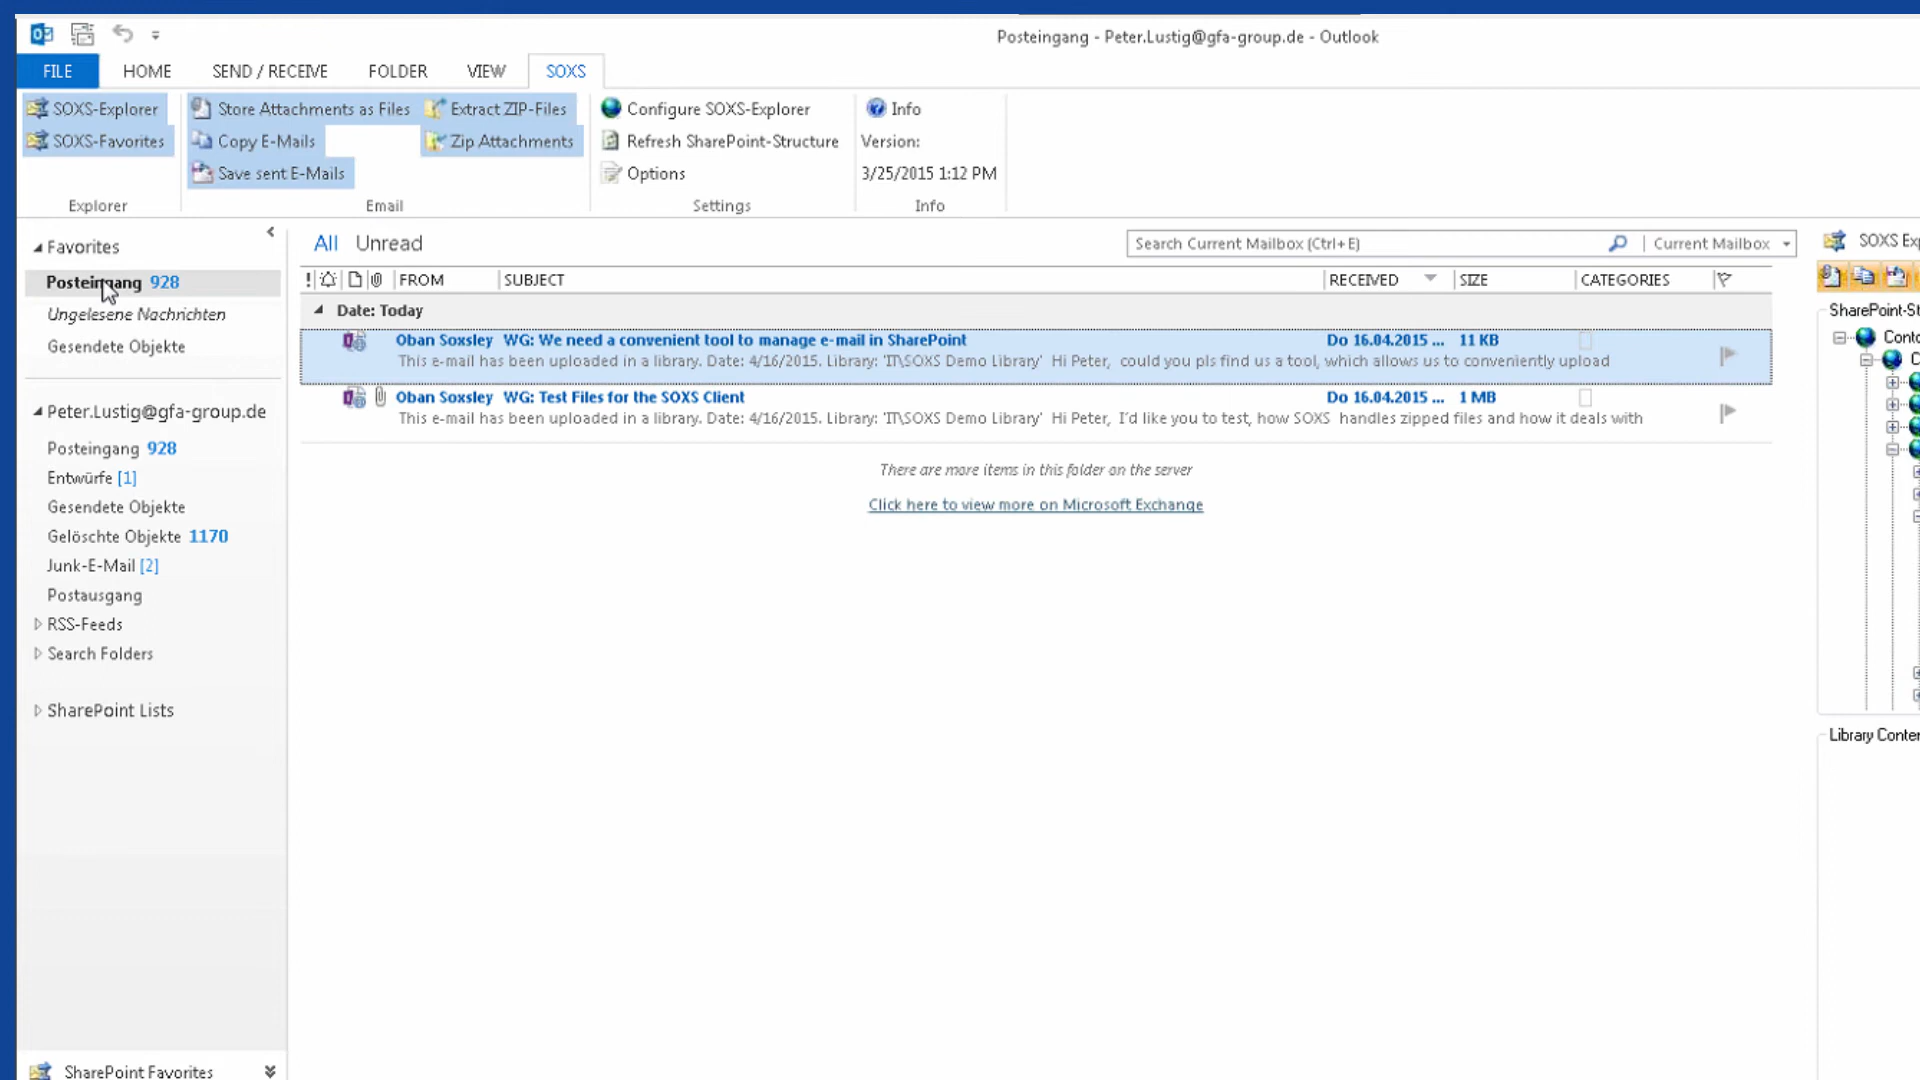 Posteingang - Peter.Lustig@gfa-group.de - Outlook
FILE HOME SEND / RECEIVE FOLDER VIEW SOXS
SOXS-Explorer Store Attachments as Files Extract ZIP-Files Configure SOXS-Explorer Info
SOXS-Favorites Copy E-Mails Zip Attachments Refresh SharePoint-Structure Version:
Save sent E-Mails Options 3/25/2015 1:12 PM
Explorer Email Settings Info
Favorites
Posteingang 928
Ungelesene Nachrichten
Gesendete Objekte
Peter.Lustig@gfa-group.de
Posteingang 928
Entwürfe [1]
Gesendete Objekte
Gelöschte Objekte 1170
Junk-E-Mail [2]
Postausgang
RSS-Feeds
Search Folders
SharePoint Lists
SharePoint Favorites
All Unread Search Current Mailbox (Ctrl+E) Current Mailbox
! FROM SUBJECT RECEIVED SIZE CATEGORIES
Date: Today
Oban Soxsley WG: We need a convenient tool to manage e-mail in SharePoint Do 16.04.2015 ... 11 KB
This e-mail has been uploaded in a library. Date: 4/16/2015. Library: 'IT\SOXS Demo Library' Hi Peter, could you pls find us a tool, which allows us to conveniently upload
Oban Soxsley WG: Test Files for the SOXS Client Do 16.04.2015 ... 1 MB
This e-mail has been uploaded in a library. Date: 4/16/2015. Library: 'IT\SOXS Demo Library' Hi Peter, I'd like you to test, how SOXS handles zipped files and how it deals with
There are more items in this folder on the server
Click here to view more on Microsoft Exchange
SOXS Exp
SharePoint-St
Conto
C
Library Conter